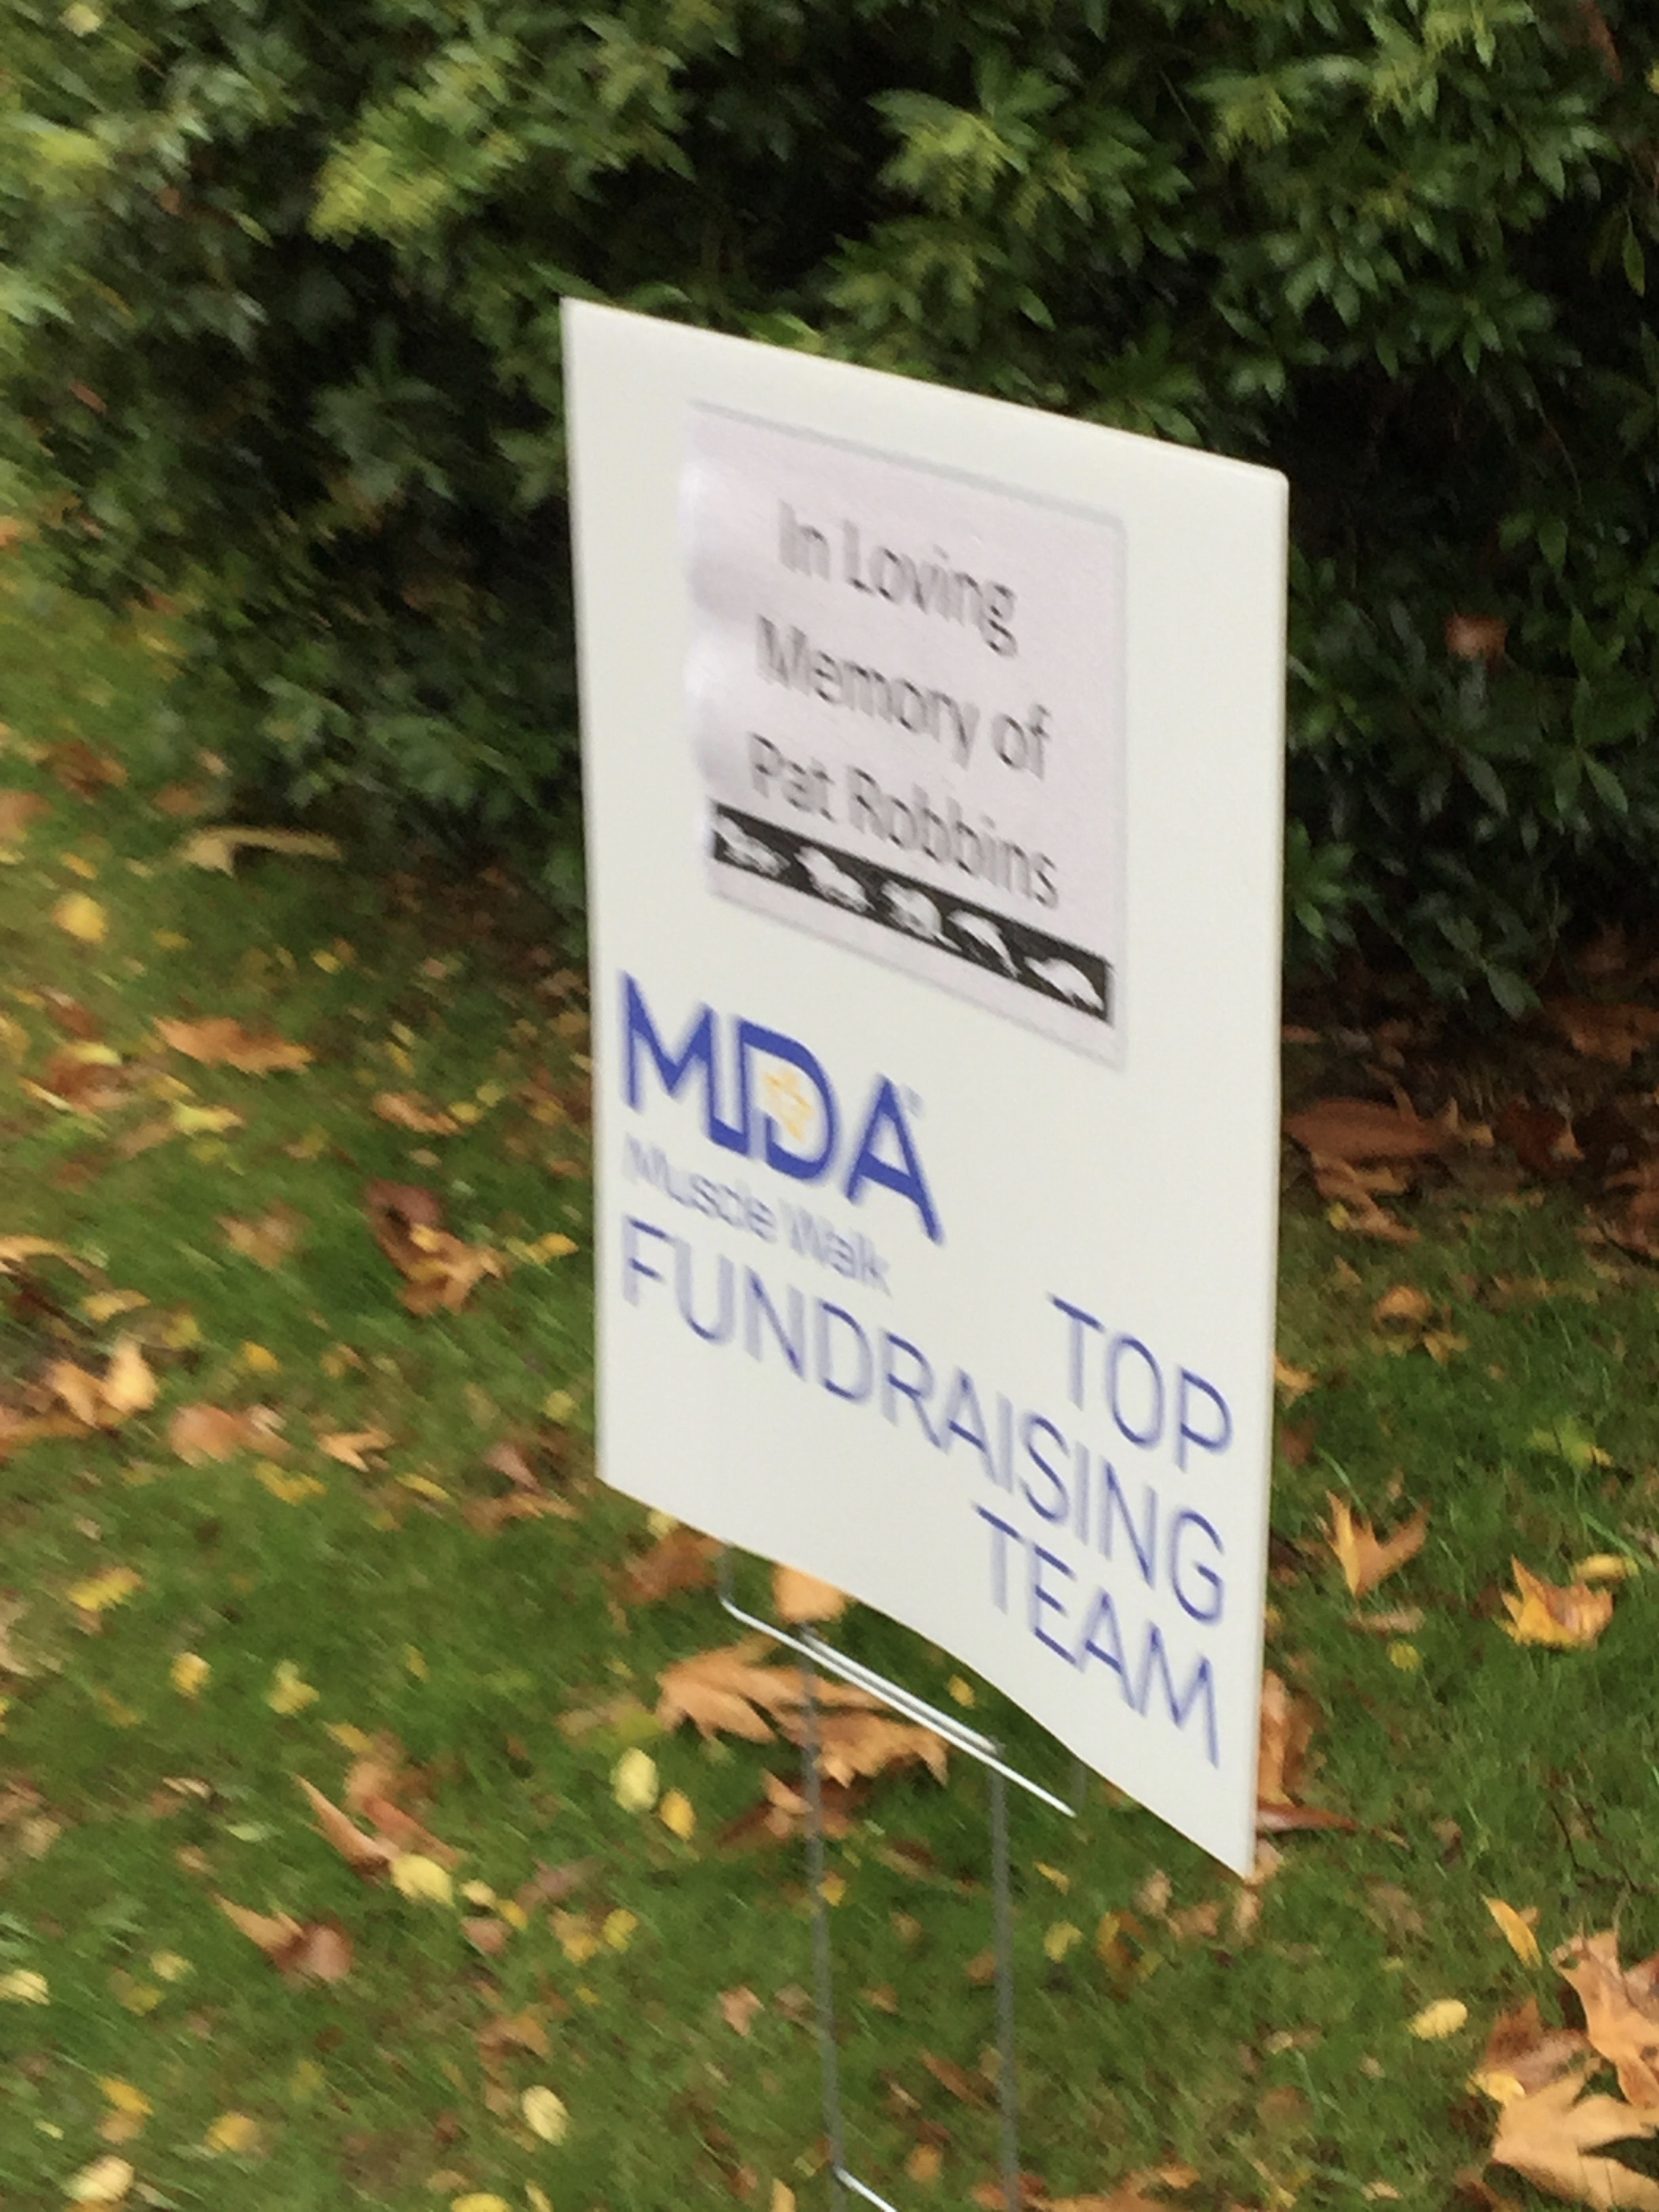 In Loving
Memory of
Pat Robbins
MDA
Muscle Walk
TOP
FUNDRAISING
TEAM